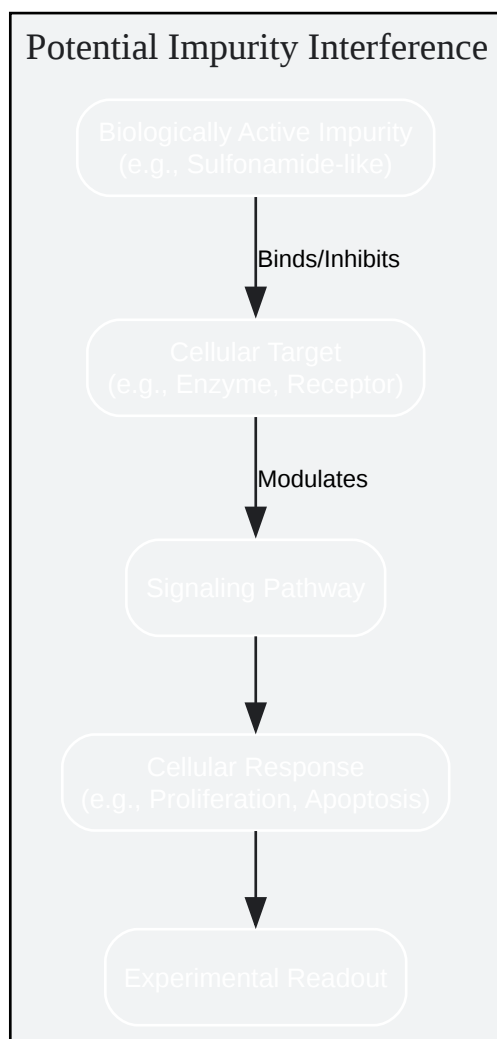 Potential Impurity Interference
Biologically Active Impurity
(e.g., Sulfonamide-like)
Binds/Inhibits
Cellular Target
(e.g., Enzyme, Receptor)
Modulates
Signaling Pathway
Cellular Response
(e.g., Proliferation, Apoptosis)
Experimental Readout